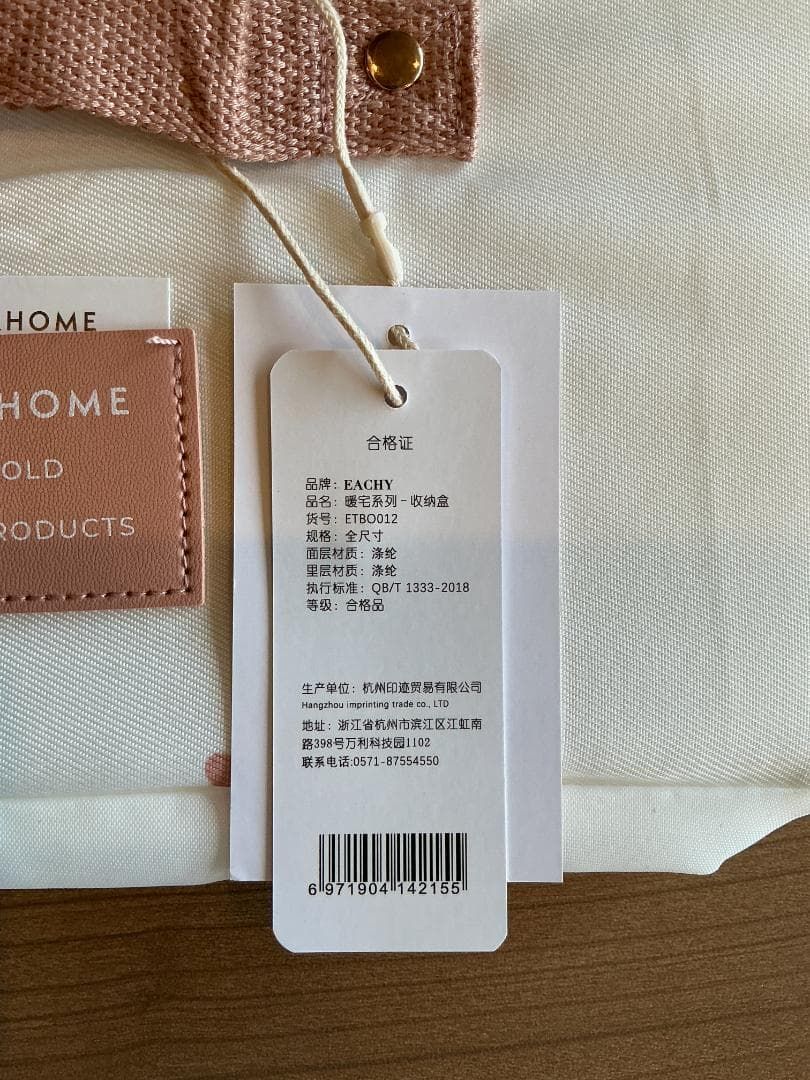 HOME
HOME
OLD
PRODUCTS
合格证
品牌：EACHY
品名：暖宅系列－收纳盒
货号：ETBO012
规格：全尺寸
面层材质：涤纶
里层材质：涤纶
执行标准：QB/T 1333-2018
等级：合格品
生产单位：杭州印迹贸易有限公司
Hangzhou imprinting trade co., LTD
地址：浙江省杭州市滨江区江虹南
路398号万利科技园1102
联系电话:0571-87554550
6 971904 142155